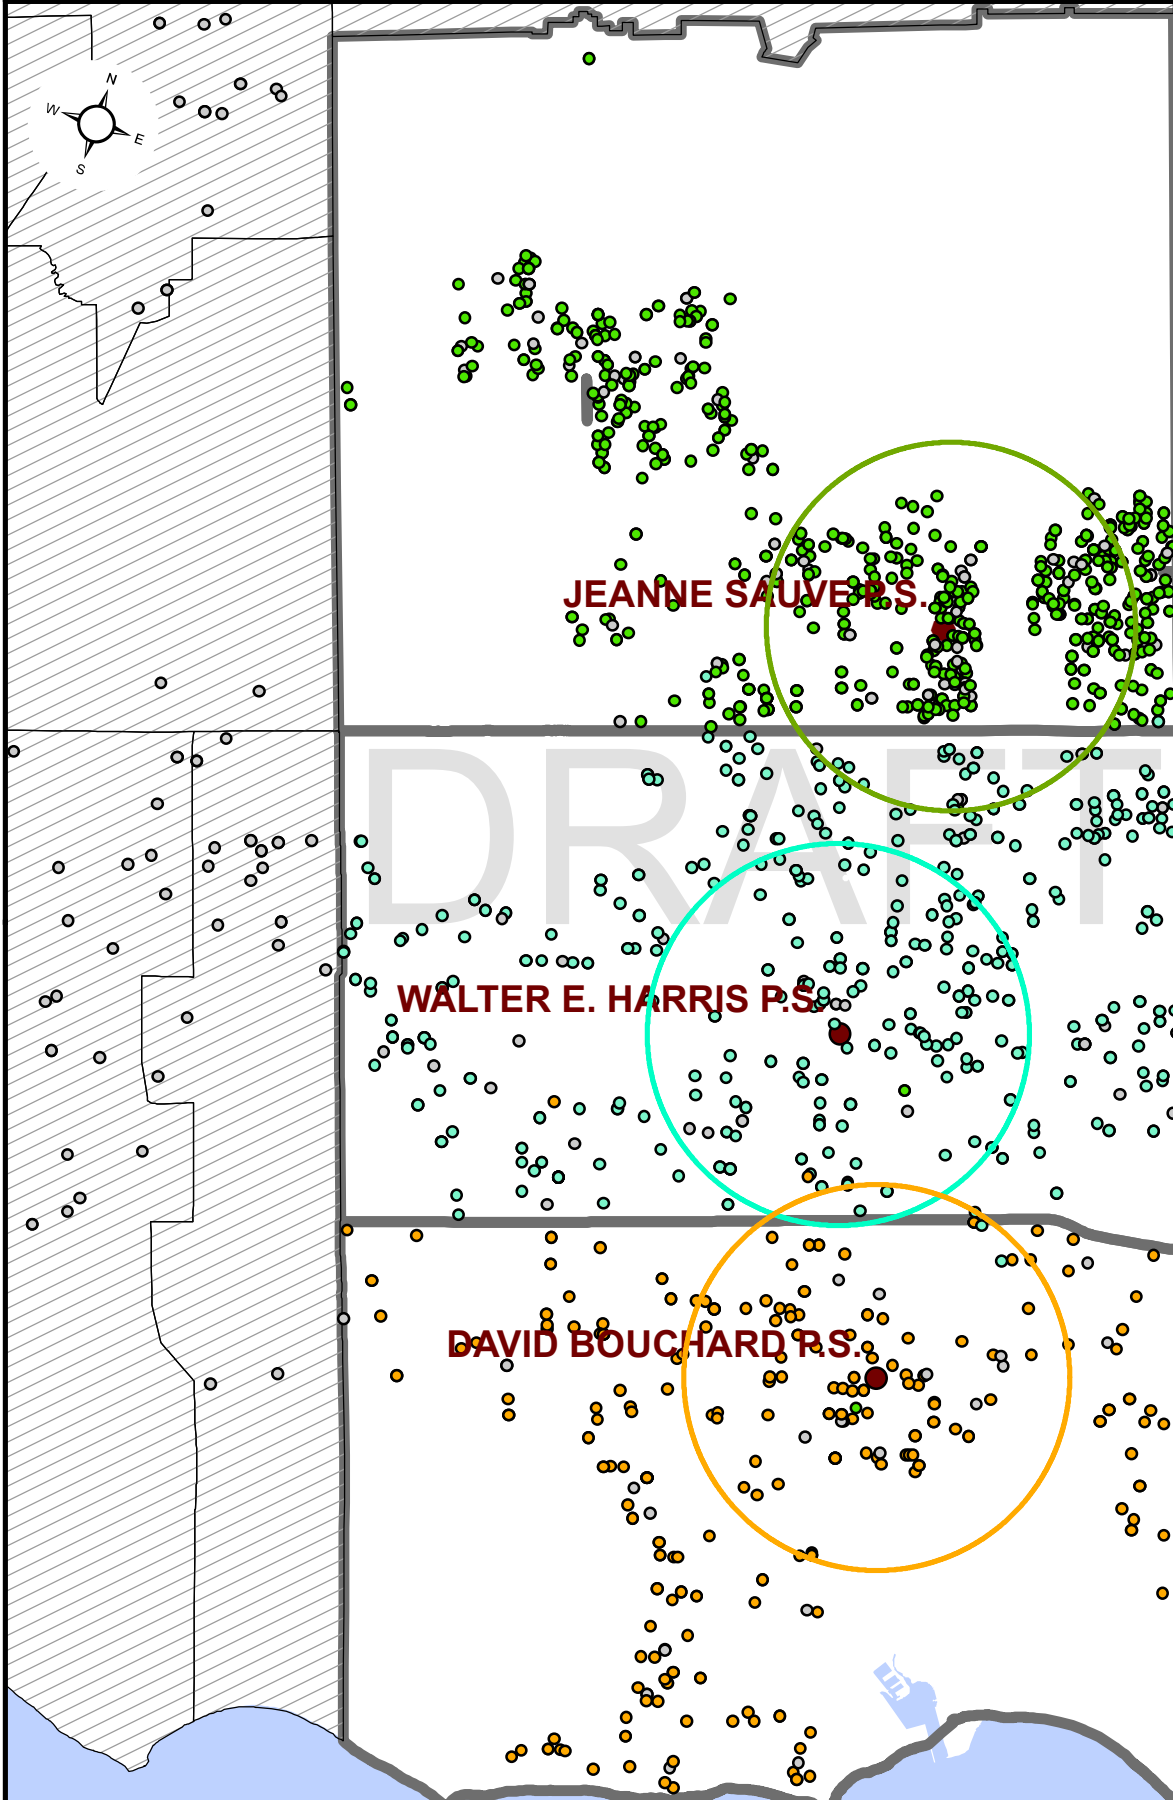 N
W
E
S
JEANNE SAUVE P.S.
DRAFT
WALTER E. HARRIS P.S.
DAVID BOUCHARD P.S.